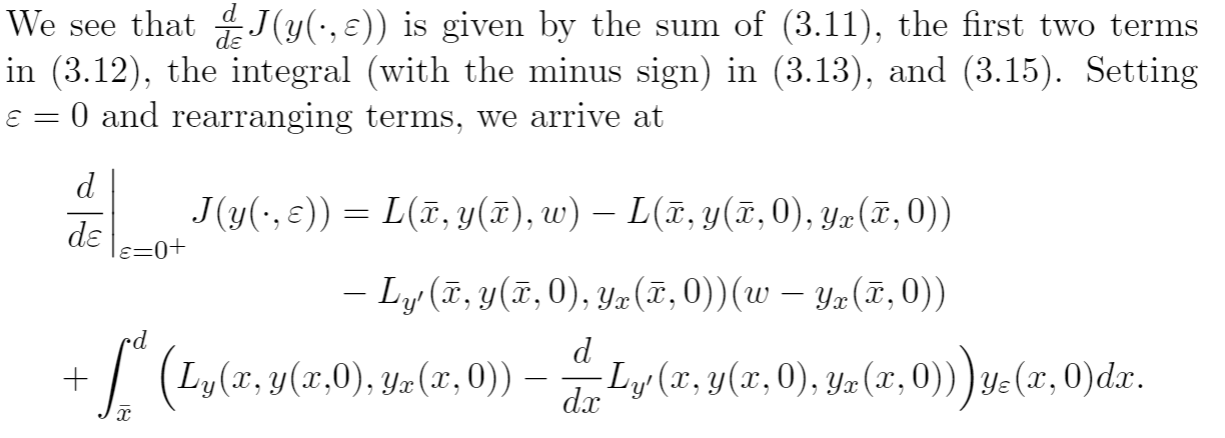 We see that $\frac{d}{d\varepsilon}J(y(\cdot,\varepsilon))$ is given by the sum of (3.11), the first two terms
in (3.12), the integral (with the minus sign) in (3.13), and (3.15). Setting
$\varepsilon = 0$ and rearranging terms, we arrive at
$\left.\frac{d}{d\varepsilon}\right|_{\varepsilon=0^+} J(y(\cdot,\varepsilon)) = L(\bar{x}, y(\bar{x}), w) - L(\bar{x}, y(\bar{x},0), y_x(\bar{x},0))$
$- L_{y'}(\bar{x}, y(\bar{x},0), y_x(\bar{x},0))(w - y_x(\bar{x},0))$
$+ \int_{\bar{x}}^{d} \Big( L_y(x, y(x,0), y_x(x,0)) - \frac{d}{dx} L_{y'}(x, y(x,0), y_x(x,0)) \Big) y_\varepsilon(x,0) dx.$